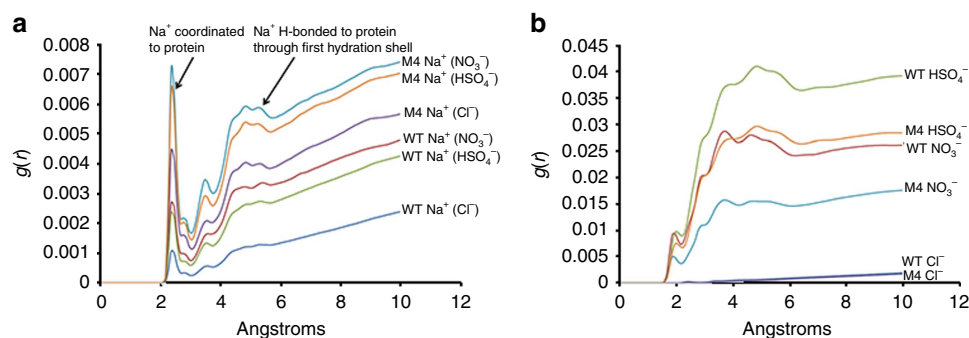 a
Na⁺ coordinated
to protein
Na⁺ H-bonded to protein
through first hydration shell
g(r)
0.008
0.007
0.006
0.005
0.004
0.003
0.002
0.001
0
M4 Na⁺ (NO₃⁻)
M4 Na⁺ (HSO₄⁻)
M4 Na⁺ (Cl⁻)
WT Na⁺ (NO₃⁻)
WT Na⁺ (HSO₄⁻)
WT Na⁺ (Cl⁻)
0 2 4 6 8 10 12
Angstroms
b
g(r)
0.045
0.04
0.035
0.03
0.025
0.02
0.015
0.01
0.005
0
WT HSO₄⁻
M4 HSO₄⁻
WT NO₃⁻
M4 NO₃⁻
WT Cl⁻
M4 Cl⁻
0 2 4 6 8 10 12
Angstroms